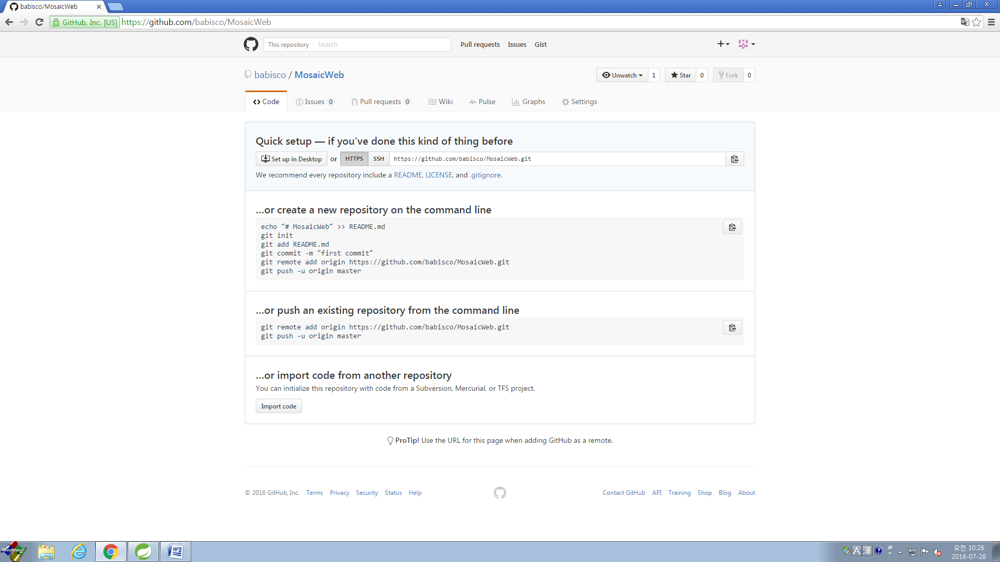 babisco/MosaicWeb
GitHub, Inc. [US] https://github.com/babisco/MosaicWeb
This repository Search Pull requests Issues Gist
babisco / MosaicWeb
Unwatch 1 Star 0 Fork 0
Code Issues 0 Pull requests 0 Wiki Pulse Graphs Settings
Quick setup — if you’ve done this kind of thing before
Set up in Desktop or HTTPS SSH https://github.com/babisco/MosaicWeb.git
We recommend every repository include a README, LICENSE, and .gitignore.
…or create a new repository on the command line
echo "# MosaicWeb" >> README.md
git init
git add README.md
git commit -m "first commit"
git remote add origin https://github.com/babisco/MosaicWeb.git
git push -u origin master
…or push an existing repository from the command line
git remote add origin https://github.com/babisco/MosaicWeb.git
git push -u origin master
…or import code from another repository
You can initialize this repository with code from a Subversion, Mercurial, or TFS project.
Import code
ProTip! Use the URL for this page when adding GitHub as a remote.
© 2016 GitHub, Inc. Terms Privacy Security Status Help Contact GitHub API Training Shop Blog About
Windows
A 漢 ?
오전 10:26
2016-07-28